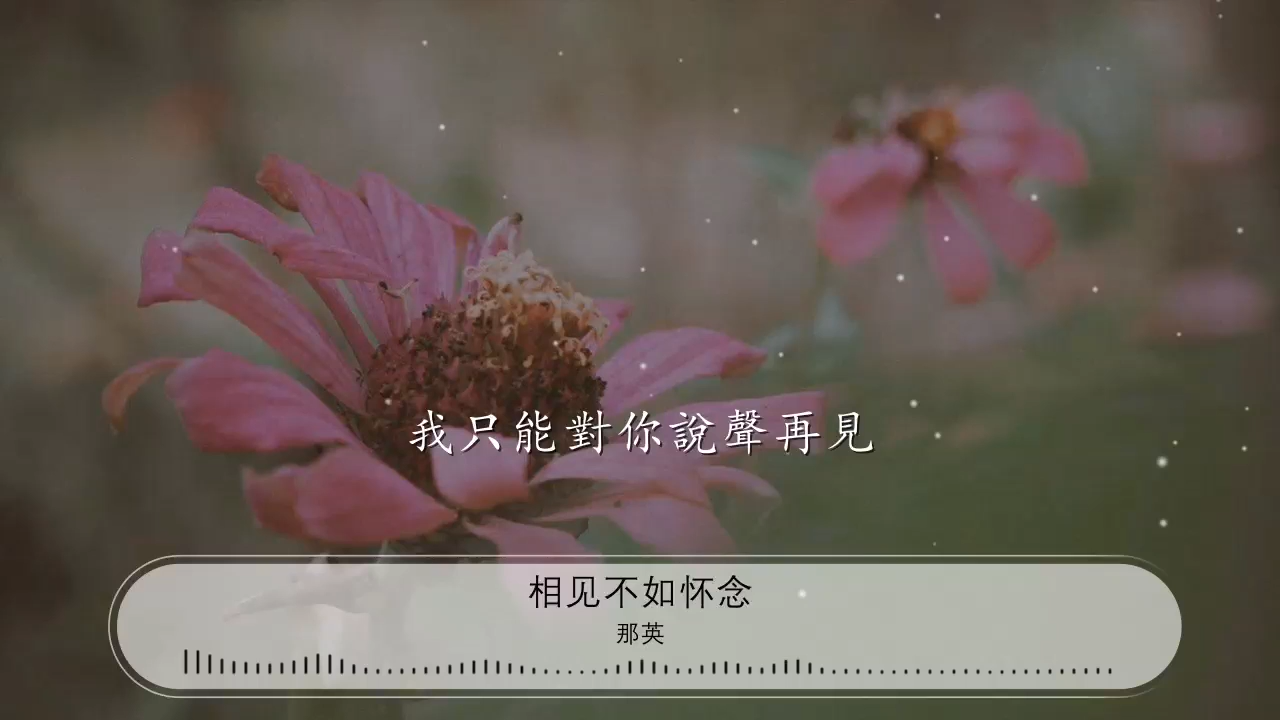 我只能對你說聲再見
相见不如怀念
那英